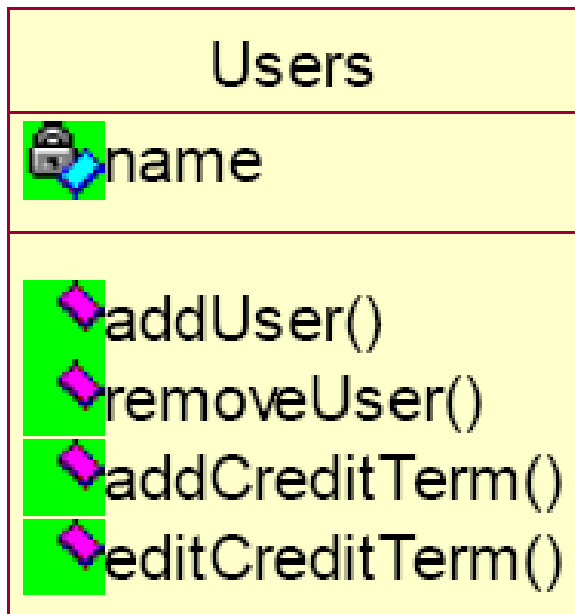 Users
name
addUser()
removeUser()
addCreditTerm()
editCreditTerm()